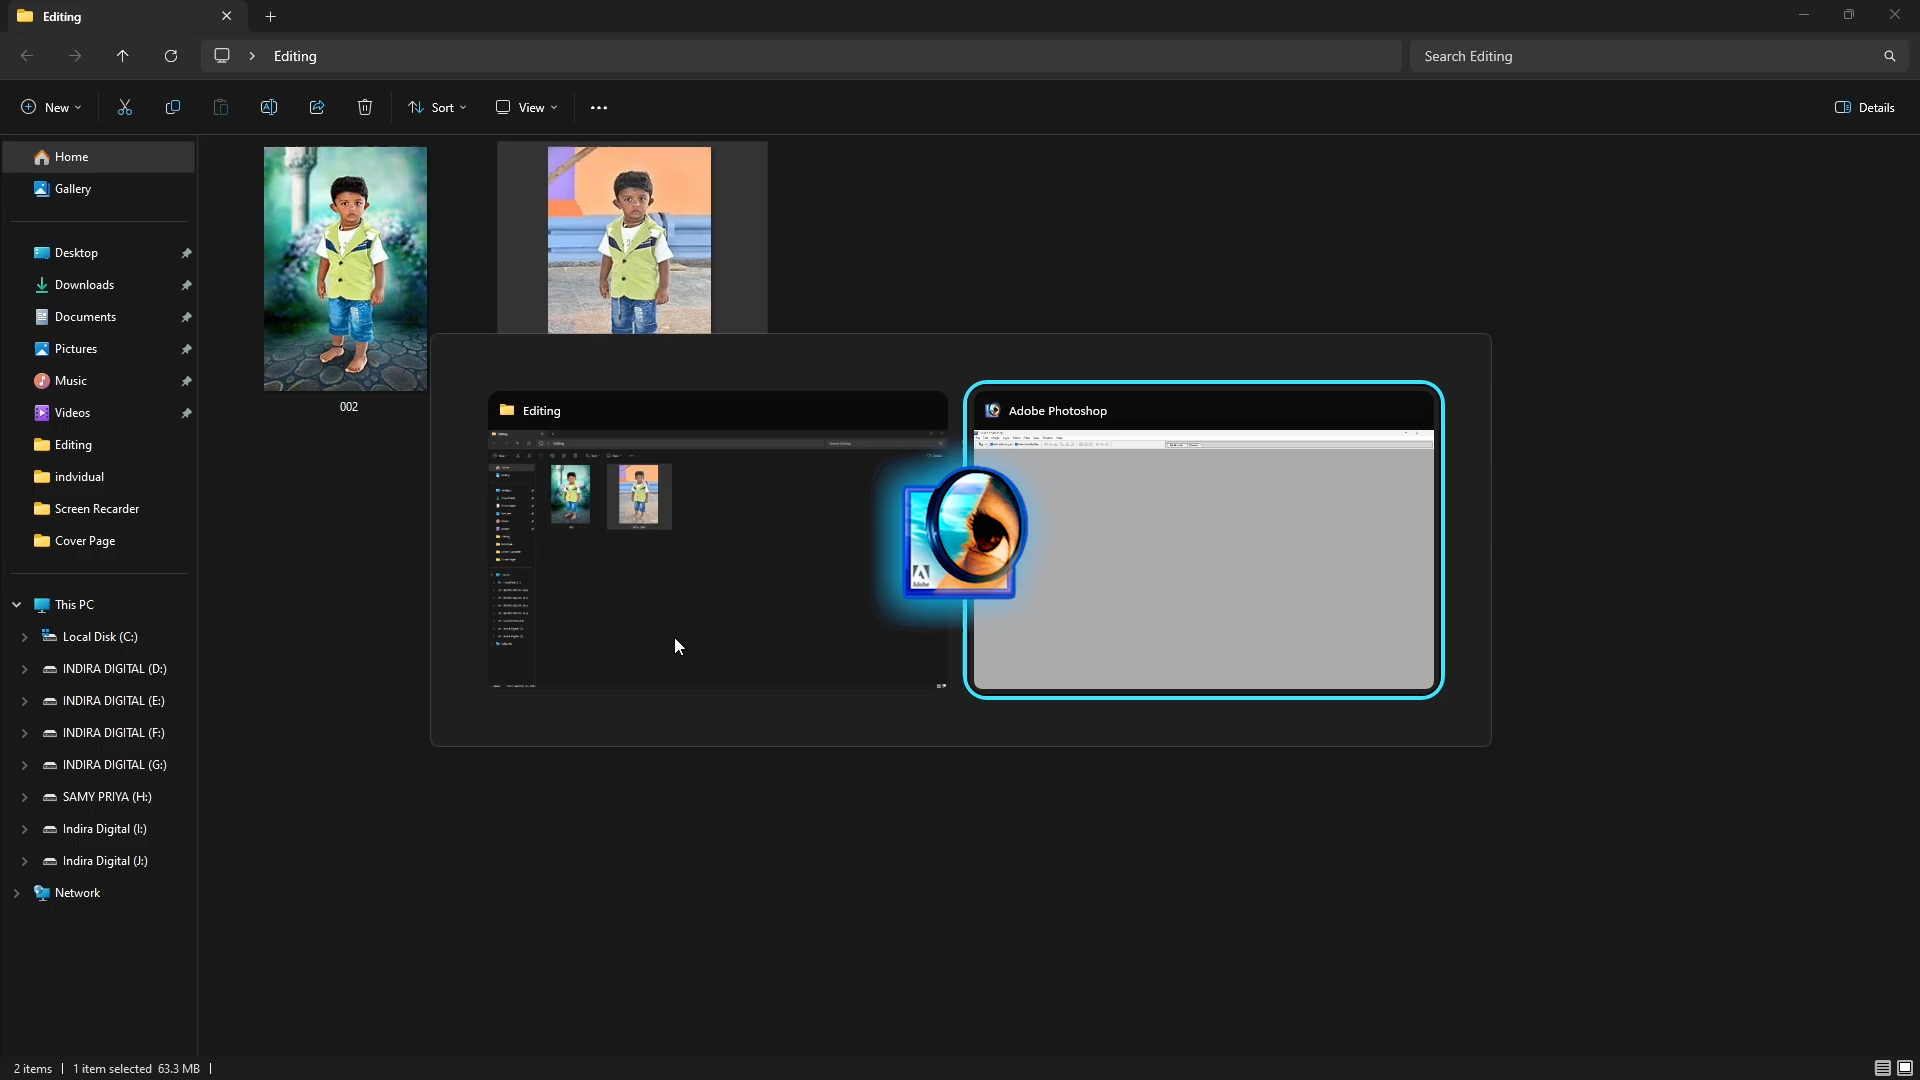 Editing
Editing
Search Editing
New
Sort
View
Details
Home
Gallery
Desktop
Downloads
Documents
Pictures
Music
Videos
Editing
indvidual
Screen Recarder
Cover Page
This PC
Local Disk (C:)
INDIRA DIGITAL (D:)
INDIRA DIGITAL (E:)
INDIRA DIGITAL (F:)
INDIRA DIGITAL (G:)
SAMY PRIYA (H:)
Indira Digital (I:)
Indira Digital (J:)
Network
002
Editing
Adobe Photoshop
Adobe
2 items
1 item selected 63.3 MB